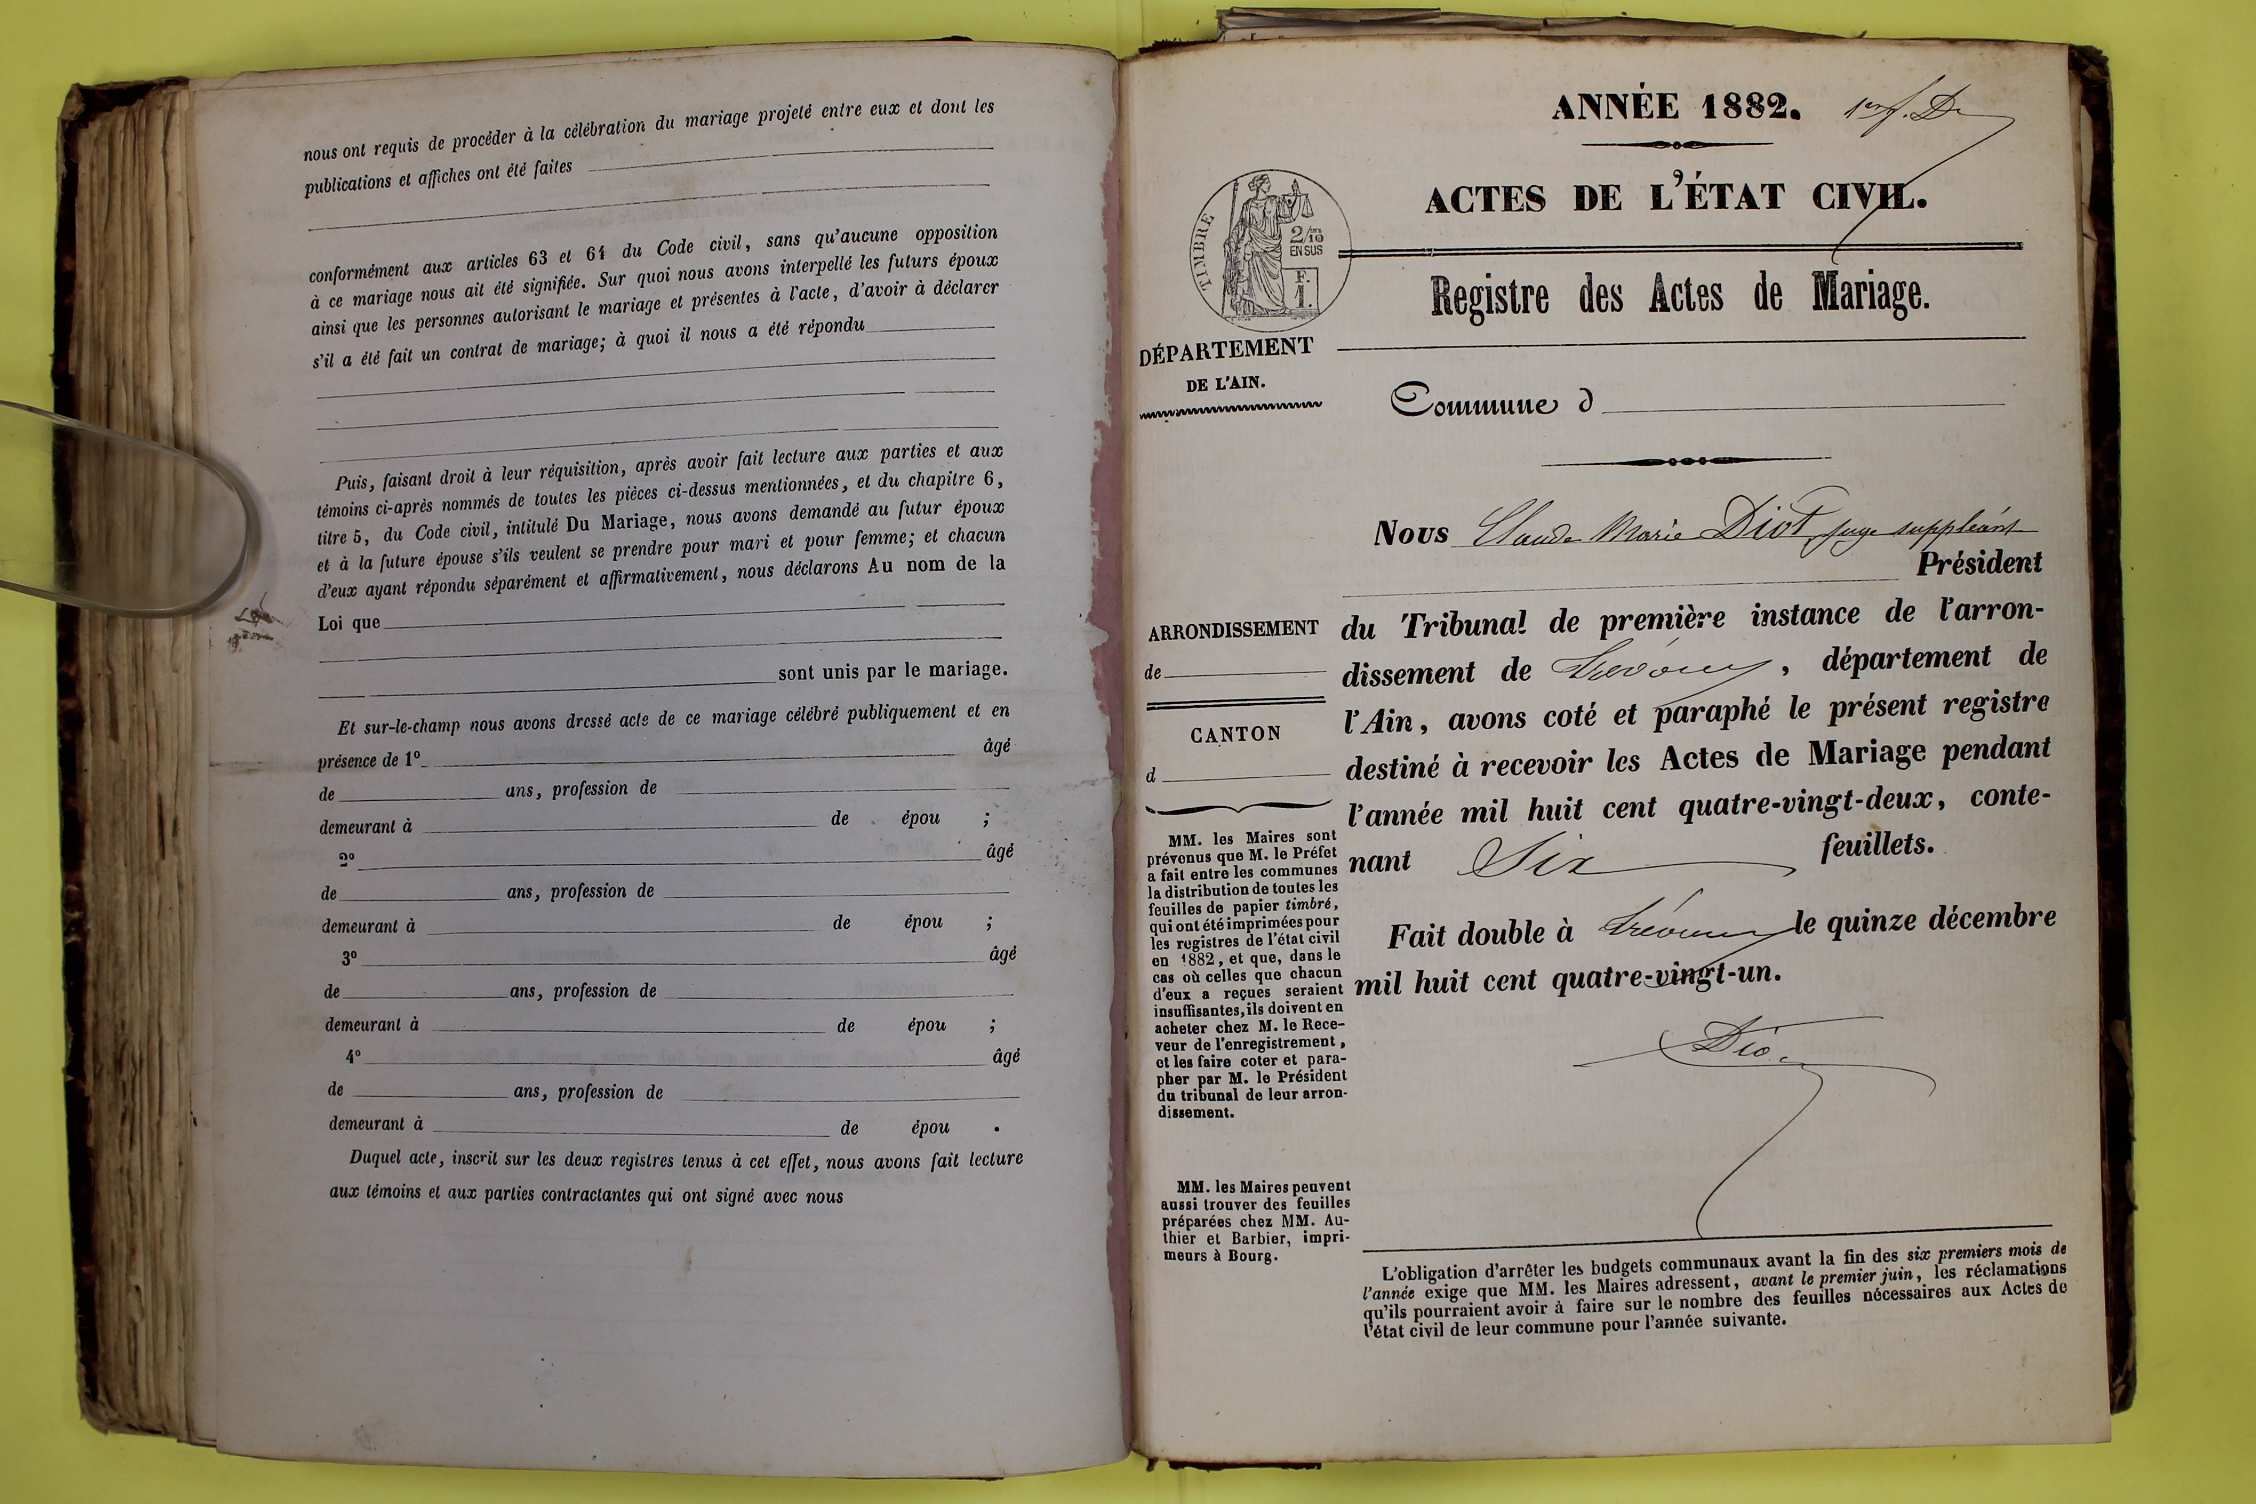 nous ont requis de procéder à la célébration du mariage projeté entre eux et dont les
publications et affiches ont été faites
conformément aux articles 63 et 64 du Code civil, sans qu'aucune opposition
à ce mariage nous ait été signifiée. Sur quoi nous avons interpellé les futurs époux
ainsi que les personnes autorisant le mariage et présentes à l'acte, d'avoir à déclarer
s'il a été fait un contrat de mariage; à quoi il nous a été répondu
Puis, faisant droit à leur réquisition, après avoir fait lecture aux parties et aux
témoins ci-après nommés de toutes les pièces ci-dessus mentionnées, et du chapitre 6,
titre 5, du Code civil, intitulé Du Mariage, nous avons demandé au futur époux
et à la future épouse s'ils veulent se prendre pour mari et pour femme; et chacun
d'eux ayant répondu séparément et affirmativement, nous déclarons Au nom de la
Loi que
sont unis par le mariage.
Et sur-le-champ nous avons dressé acte de ce mariage célébré publiquement et en
présence de 1º âgé
de ans, profession de
demeurant à de épou ;
2º âgé
de ans, profession de
demeurant à de épou ;
3º âgé
de ans, profession de
demeurant à de épou ;
4º âgé
de ans, profession de
demeurant à de épou .
Duquel acte, inscrit sur les deux registres tenus à cet effet, nous avons fait lecture
aux témoins et aux parties contractantes qui ont signé avec nous
ANNÉE 1882. 1er f.
ACTES DE L'ÉTAT CIVIL.
TIMBRE
2/10 EN SUS
F. 1.
Registre des Actes de Mariage.
DÉPARTEMENT
DE L'AIN.
Commune d
Nous Claude Marie Diot, juge suppléant
Président
du Tribunal de première instance de l'arron-
dissement de Trévoux, département de
l'Ain, avons coté et paraphé le présent registre
destiné à recevoir les Actes de Mariage pendant
l'année mil huit cent quatre-vingt-deux, conte-
nant Six feuillets.
Fait double à Trévoux le quinze décembre
mil huit cent quatre-vingt-un.
Diot
ARRONDISSEMENT
de
CANTON
d
MM. les Maires sont
prévenus que M. le Préfet
a fait entre les communes
la distribution de toutes les
feuilles de papier timbré,
qui ont été imprimées pour
les registres de l'état civil
en 1882, et que, dans le
cas où celles que chacun
d'eux a reçues seraient
insuffisantes, ils doivent en
acheter chez M. le Rece-
veur de l'enregistrement,
et les faire coter et para-
pher par M. le Président
du tribunal de leur arron-
dissement.
MM. les Maires peuvent
aussi trouver des feuilles
préparées chez MM. Au-
thier et Barbier, impri-
meurs à Bourg.
L'obligation d'arrêter les budgets communaux avant la fin des six premiers mois de
l'année exige que MM. les Maires adressent, avant le premier juin, les réclamations
qu'ils pourraient avoir à faire sur le nombre des feuilles nécessaires aux Actes de
l'état civil de leur commune pour l'année suivante.